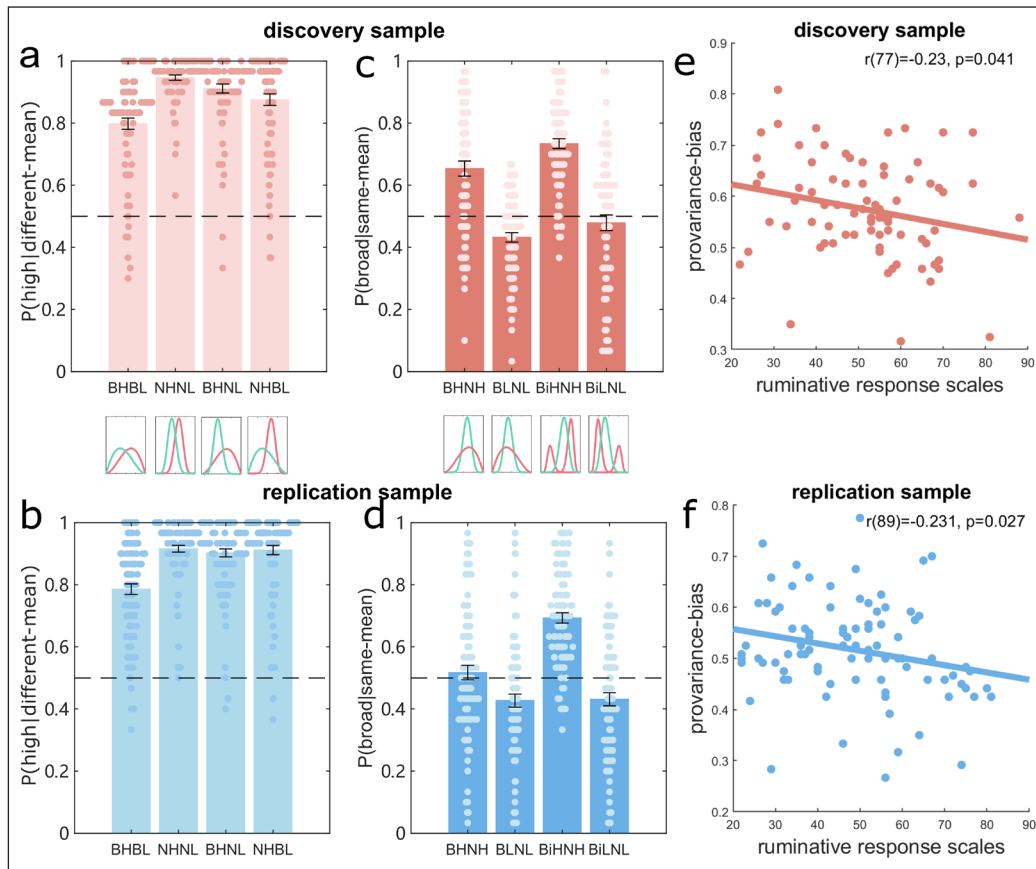 discovery sample
a
P(high|different-mean)
1
0.8
0.6
0.4
0.2
0
BHBL NHNL BHNL NHBL
c
P(broad|same-mean)
1
0.8
0.6
0.4
0.2
0
BHNH BLNL BiHNH BiLNL
discovery sample
e
r(77)=-0.23, p=0.041
provariance-bias
0.9
0.8
0.7
0.6
0.5
0.4
0.3
20 30 40 50 60 70 80 90
ruminative response scales
replication sample
b
P(high|different-mean)
1
0.8
0.6
0.4
0.2
0
BHBL NHNL BHNL NHBL
d
P(broad|same-mean)
1
0.8
0.6
0.4
0.2
0
BHNH BLNL BiHNH BiLNL
replication sample
f
r(89)=-0.231, p=0.027
provariance-bias
0.8
0.7
0.6
0.5
0.4
0.3
0.2
20 30 40 50 60 70 80 90
ruminative response scales